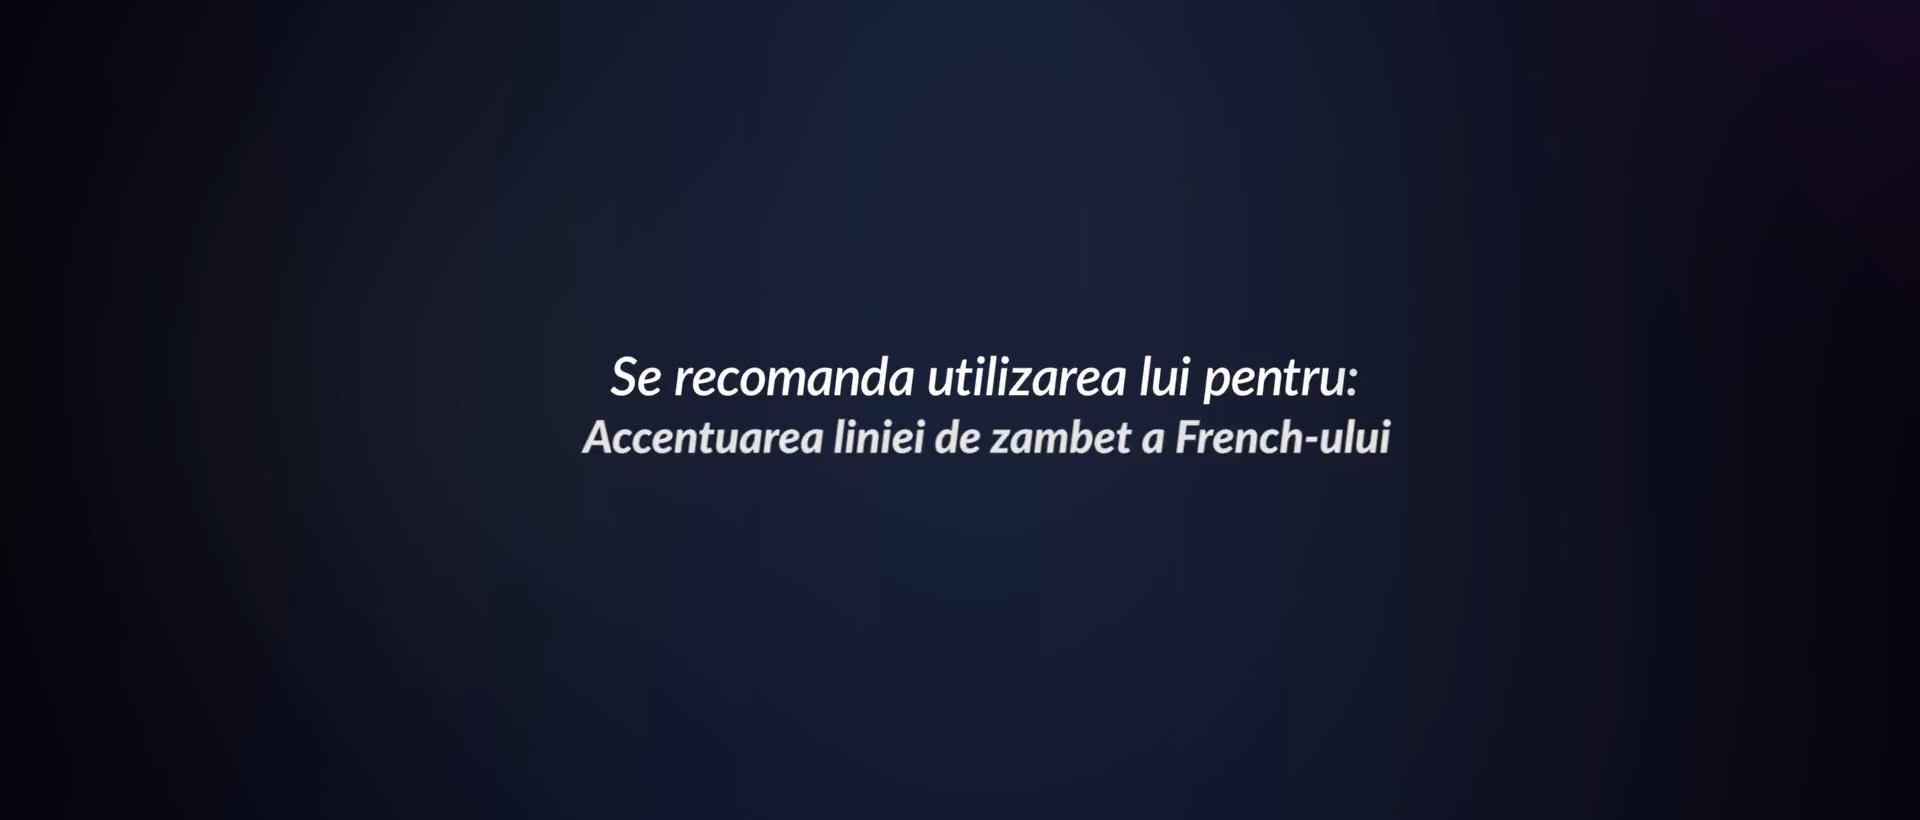 Se recomanda utilizarea lui pentru:
Accentuarea liniei de zambet a French-ului